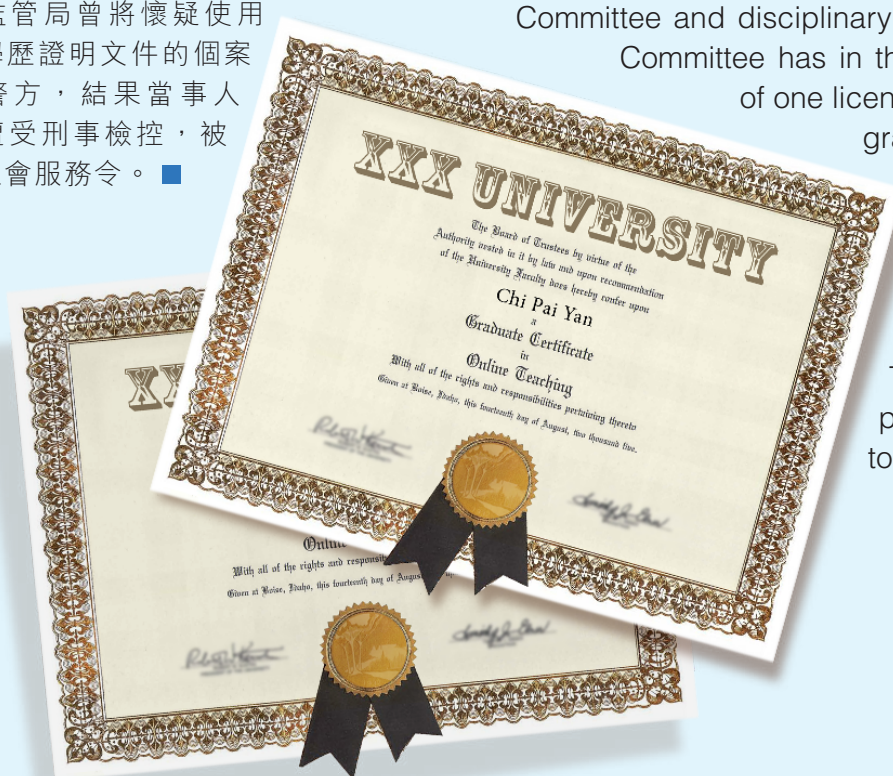 監管局曾將懷疑使用
學歷證明文件的個案
警方，結果當事人
遭受刑事檢控，被
社會服務令。
Committee and disciplinary
Committee has in th
of one licen
gra
p
to
XXX UNIVERSITY
The Board of Trustees by virtue of the
Authority vested in it by law and upon recommendation
of the University Faculty does hereby confer upon
Chi Pai Yan
a
Graduate Certificate
in
Online Teaching
With all of the rights and responsibilities pertaining thereto
Given at Boise, Idaho, this fourteenth day of August, two thousand five.
XX
Onlin
With all of the rights and respons
Given at Boise, Idaho, this fourteenth day of Augus